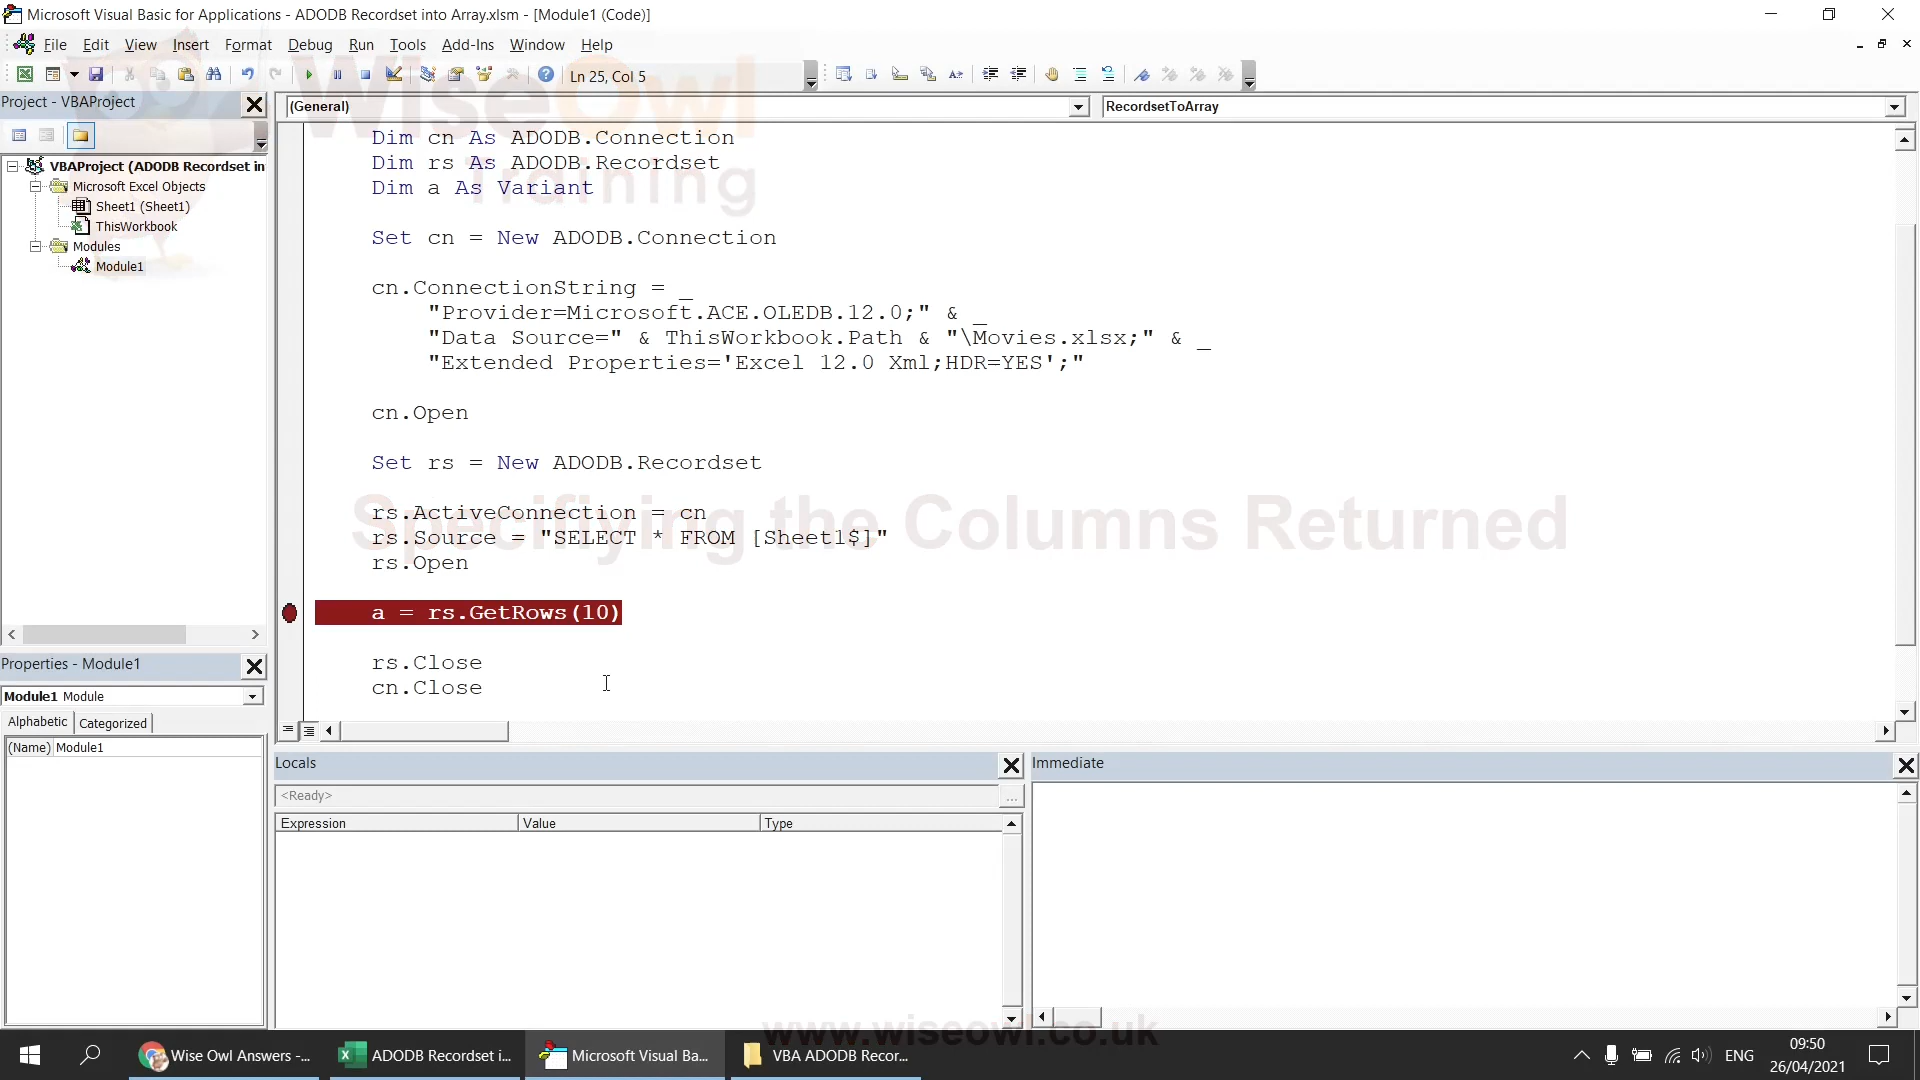 Microsoft Visual Basic for Applications - ADODB Recordset into Array.xlsm - [Module1 (Code)]
File Edit View Insert Format Debug Run Tools Add-Ins Window Help
Ln 25, Col 5
WiseOwl
Training
Project - VBAProject
(General)
RecordsetToArray
VBAProject (ADODB Recordset in
Microsoft Excel Objects
Sheet1 (Sheet1)
ThisWorkbook
Modules
Module1
Dim cn As ADODB.Connection
Dim rs As ADODB.Recordset
Dim a As Variant
Set cn = New ADODB.Connection
cn.ConnectionString = _
"Provider=Microsoft.ACE.OLEDB.12.0;" & _
"Data Source=" & ThisWorkbook.Path & "\Movies.xlsx;" & _
"Extended Properties='Excel 12.0 Xml;HDR=YES';"
cn.Open
Set rs = New ADODB.Recordset
rs.ActiveConnection = cn
rs.Source = "SELECT * FROM [Sheet1$]"
rs.Open
Specifiying the Columns Returned
a = rs.GetRows(10)
rs.Close
cn.Close
Properties - Module1
Module1 Module
Alphabetic Categorized
(Name) Module1
Locals
<Ready>
...
Expression Value Type
Immediate
www.wiseowl.co.uk
Wise Owl Answers -...
ADODB Recordset i...
Microsoft Visual Ba...
VBA ADODB Recor...
ENG
09:50
26/04/2021